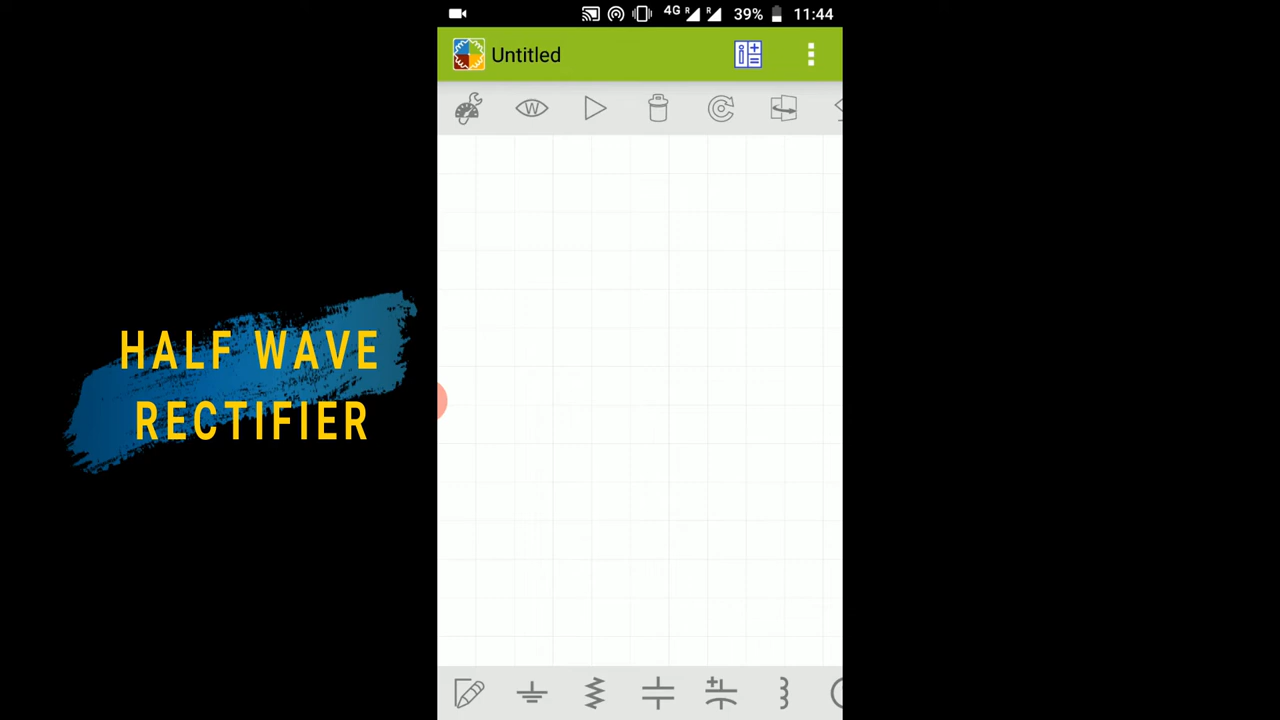 4G R R 39% 11:44
Untitled
W
HALF WAVE
RECTIFIER